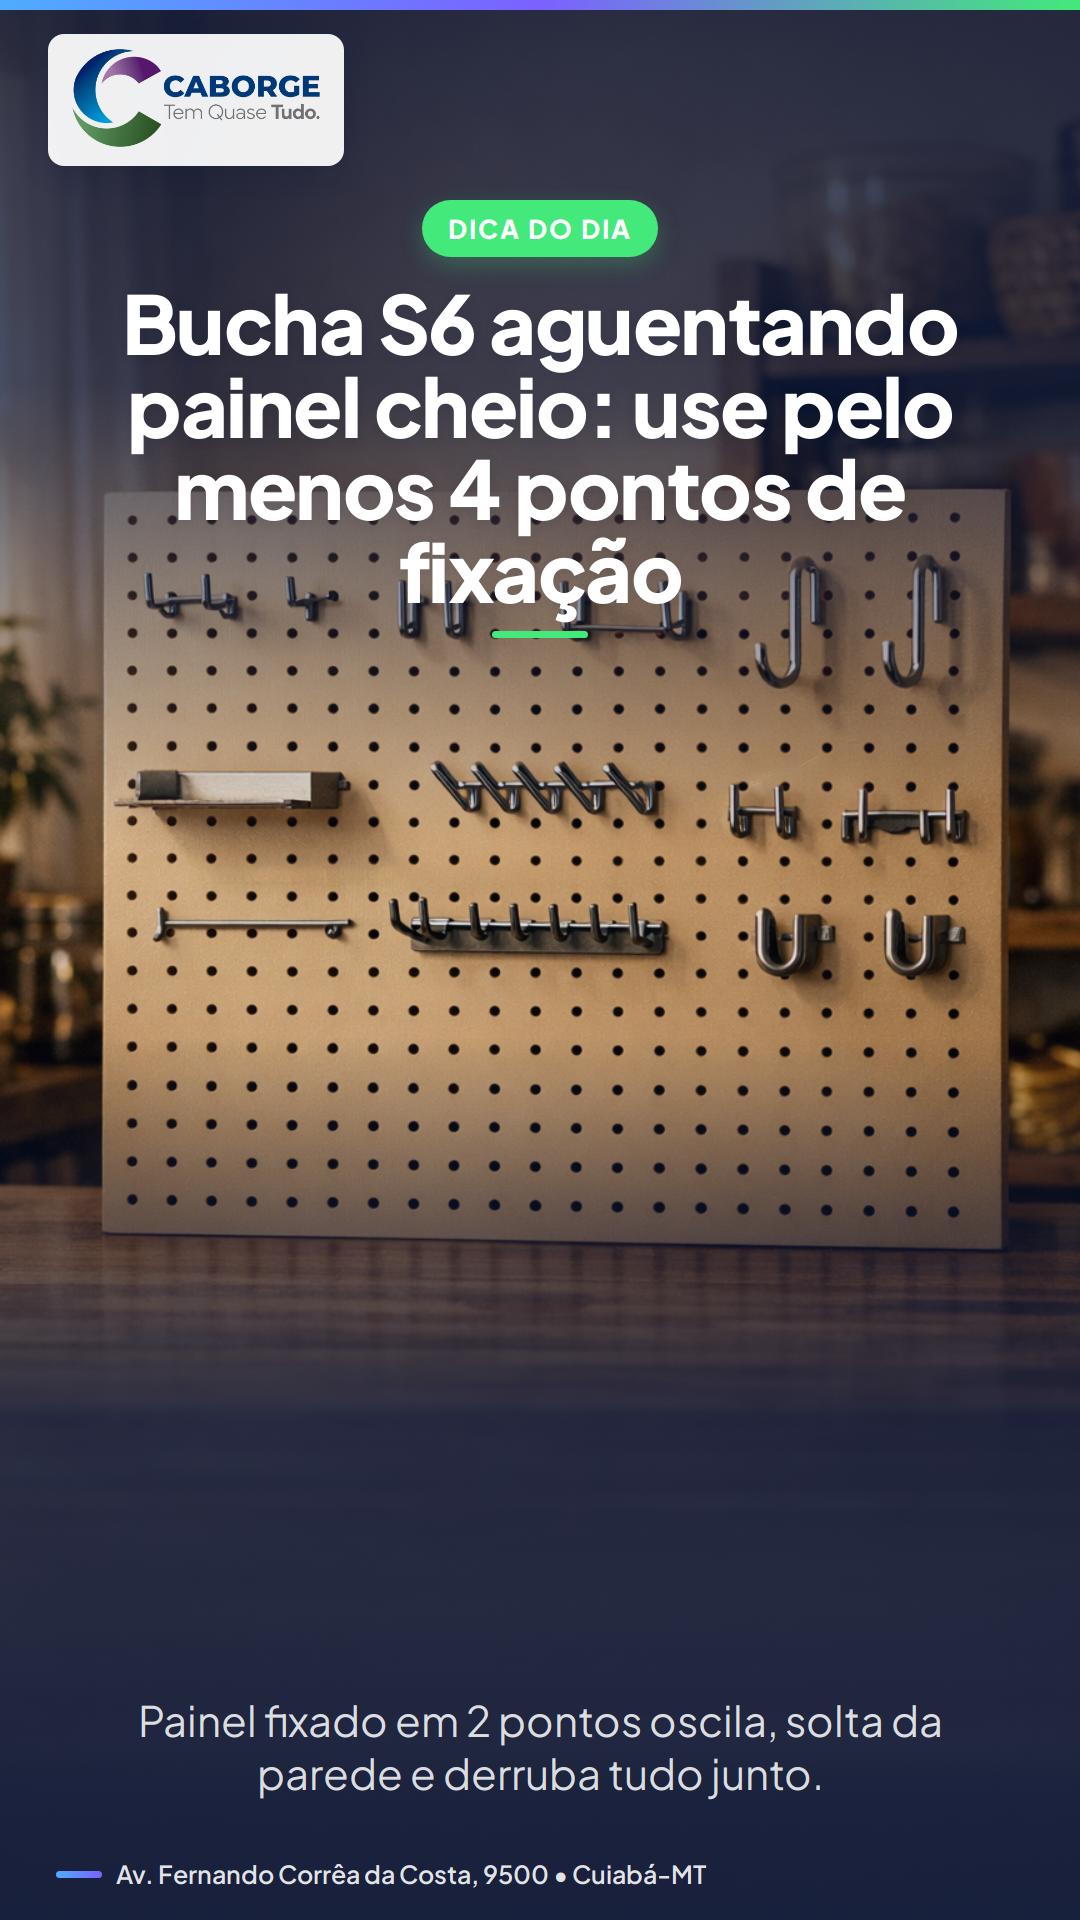 CABORGE
Tem Quase Tudo.
DICA DO DIA
Bucha S6 aguentando
painel cheio: use pelo
menos 4 pontos de
fixação
Painel fixado em 2 pontos oscila, solta da
parede e derruba tudo junto.
Av. Fernando Corrêa da Costa, 9500 • Cuiabá-MT